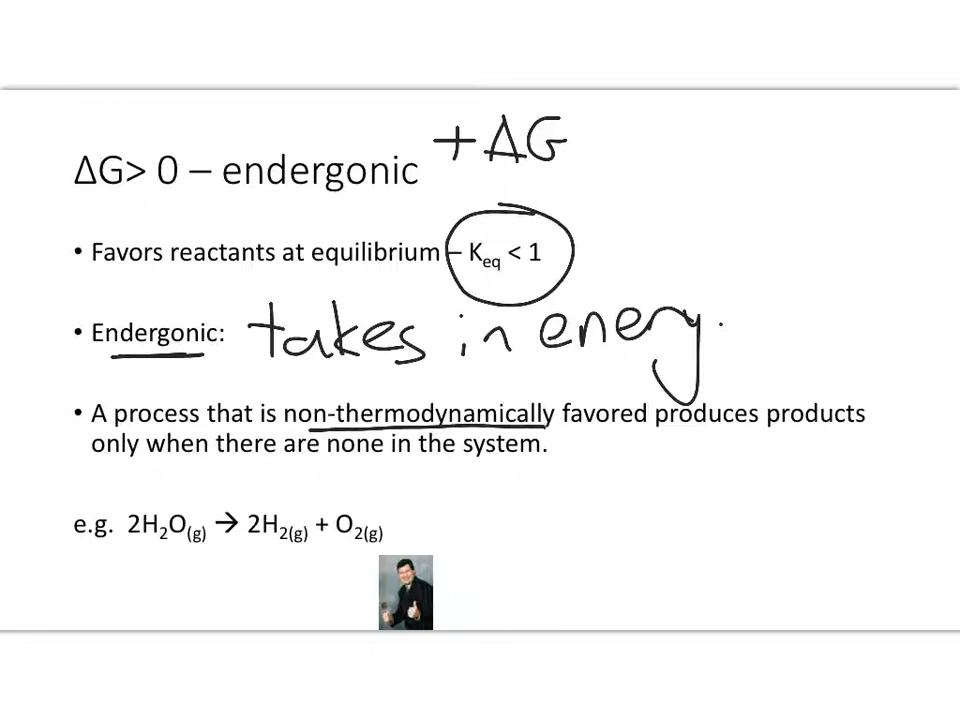 +ΔG
ΔG> 0 – endergonic
• Favors reactants at equilibrium – Keq < 1
• Endergonic: takes in energy.
• A process that is non-thermodynamically favored produces products
only when there are none in the system.
e.g. 2H2O(g) → 2H2(g) + O2(g)